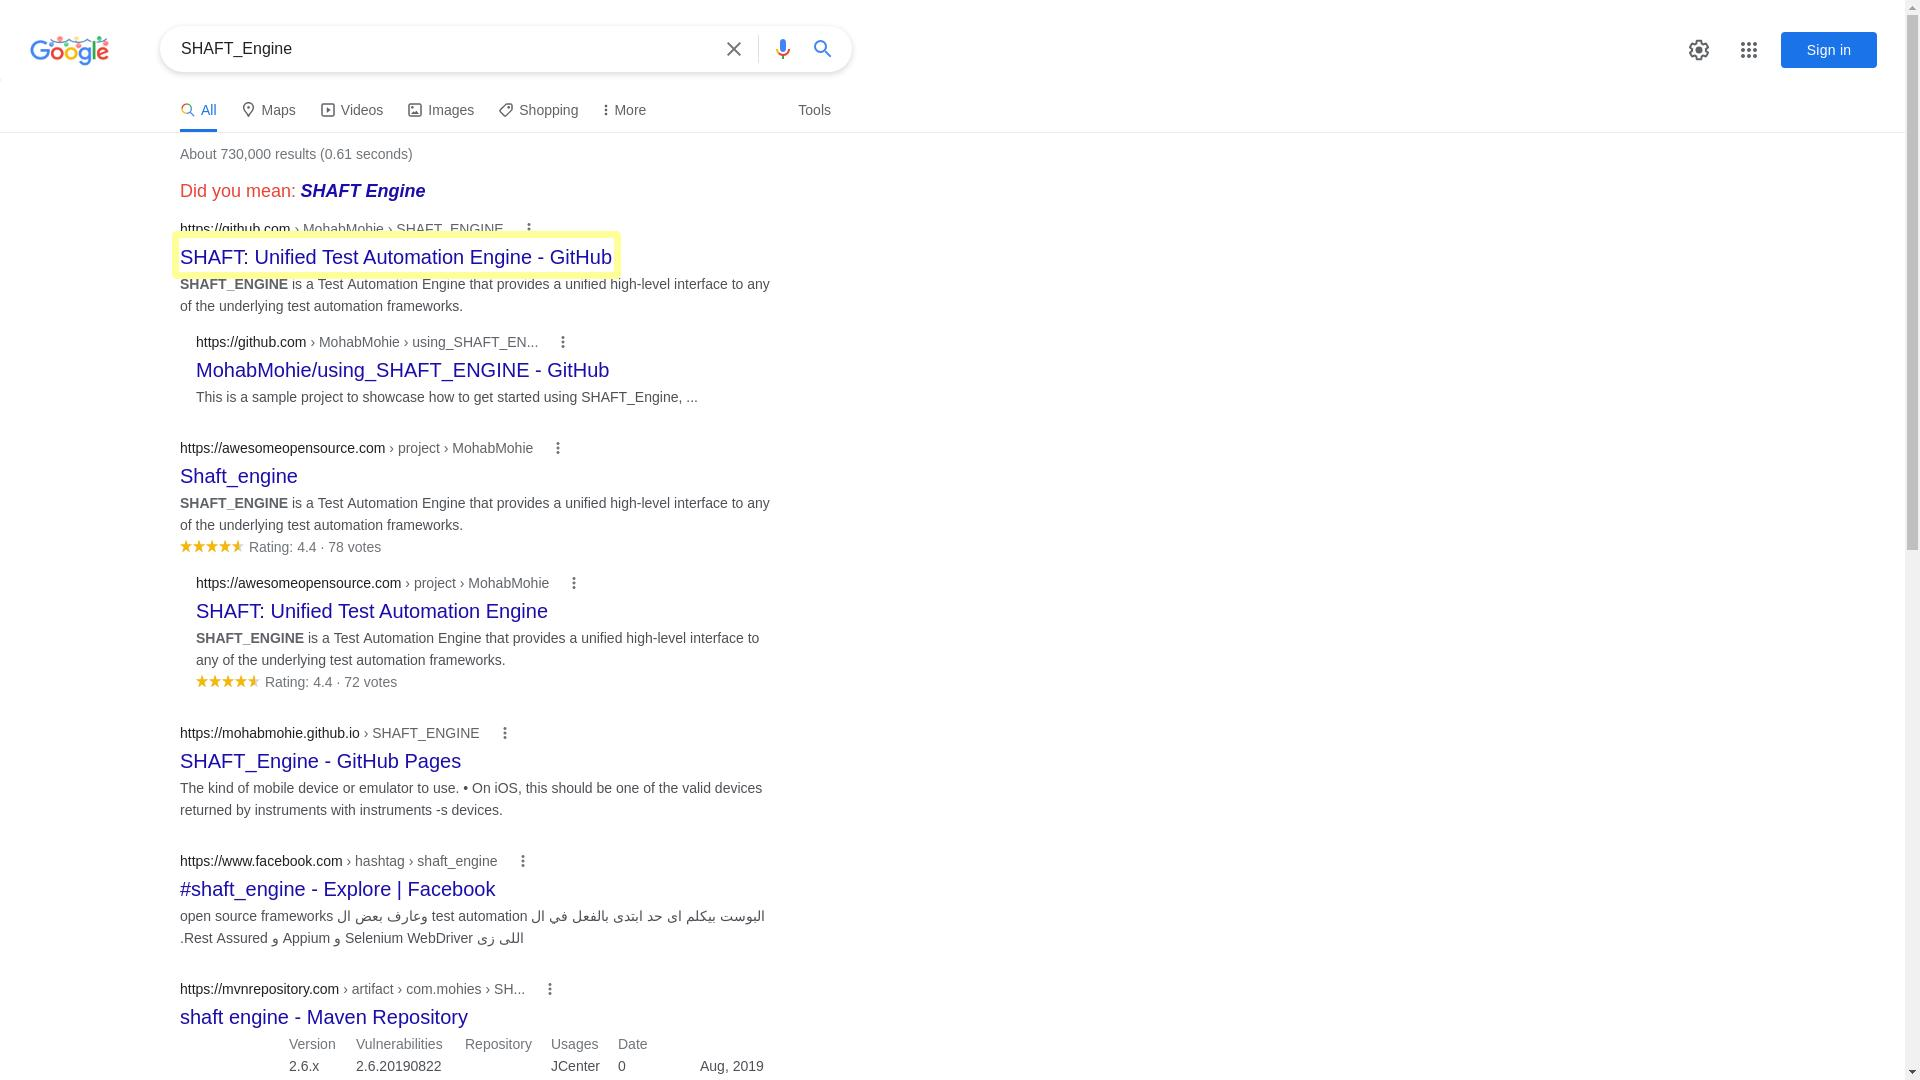 Google
SHAFT_Engine
Sign in
All Maps Videos Images Shopping More Tools
About 730,000 results (0.61 seconds)
Did you mean: SHAFT Engine
https://github.com › MohabMohie › SHAFT_ENGINE
SHAFT: Unified Test Automation Engine - GitHub
SHAFT_ENGINE is a Test Automation Engine that provides a unified high-level interface to any
of the underlying test automation frameworks.
https://github.com › MohabMohie › using_SHAFT_EN...
MohabMohie/using_SHAFT_ENGINE - GitHub
This is a sample project to showcase how to get started using SHAFT_Engine, ...
https://awesomeopensource.com › project › MohabMohie
Shaft_engine
SHAFT_ENGINE is a Test Automation Engine that provides a unified high-level interface to any
of the underlying test automation frameworks.
Rating: 4.4 · 78 votes
https://awesomeopensource.com › project › MohabMohie
SHAFT: Unified Test Automation Engine
SHAFT_ENGINE is a Test Automation Engine that provides a unified high-level interface to
any of the underlying test automation frameworks.
Rating: 4.4 · 72 votes
https://mohabmohie.github.io › SHAFT_ENGINE
SHAFT_Engine - GitHub Pages
The kind of mobile device or emulator to use. • On iOS, this should be one of the valid devices
returned by instruments with instruments -s devices.
https://www.facebook.com › hashtag › shaft_engine
#shaft_engine - Explore | Facebook
البوست بيكلم اى حد ابتدى بالفعل في ال test automation وعارف بعض ال open source frameworks
اللى زى Selenium WebDriver و Appium و Rest Assured.
https://mvnrepository.com › artifact › com.mohies › SH...
shaft engine - Maven Repository
Version Vulnerabilities Repository Usages Date
2.6.x 2.6.20190822 JCenter 0 Aug, 2019